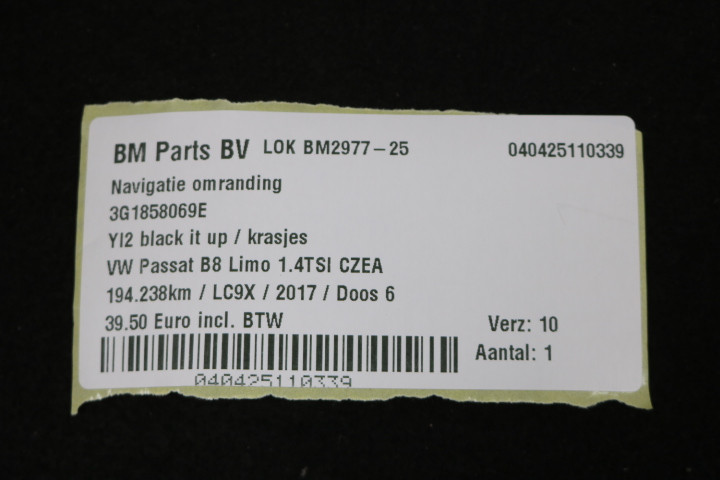 BM Parts BV LOK BM2977-25 040425110339
Navigatie omranding
3G1858069E
YI2 black it up / krasjes
VW Passat B8 Limo 1.4TSI CZEA
194.238km / LC9X / 2017 / Doos 6
39.50 Euro incl. BTW Verz: 10
Aantal: 1
040425110339